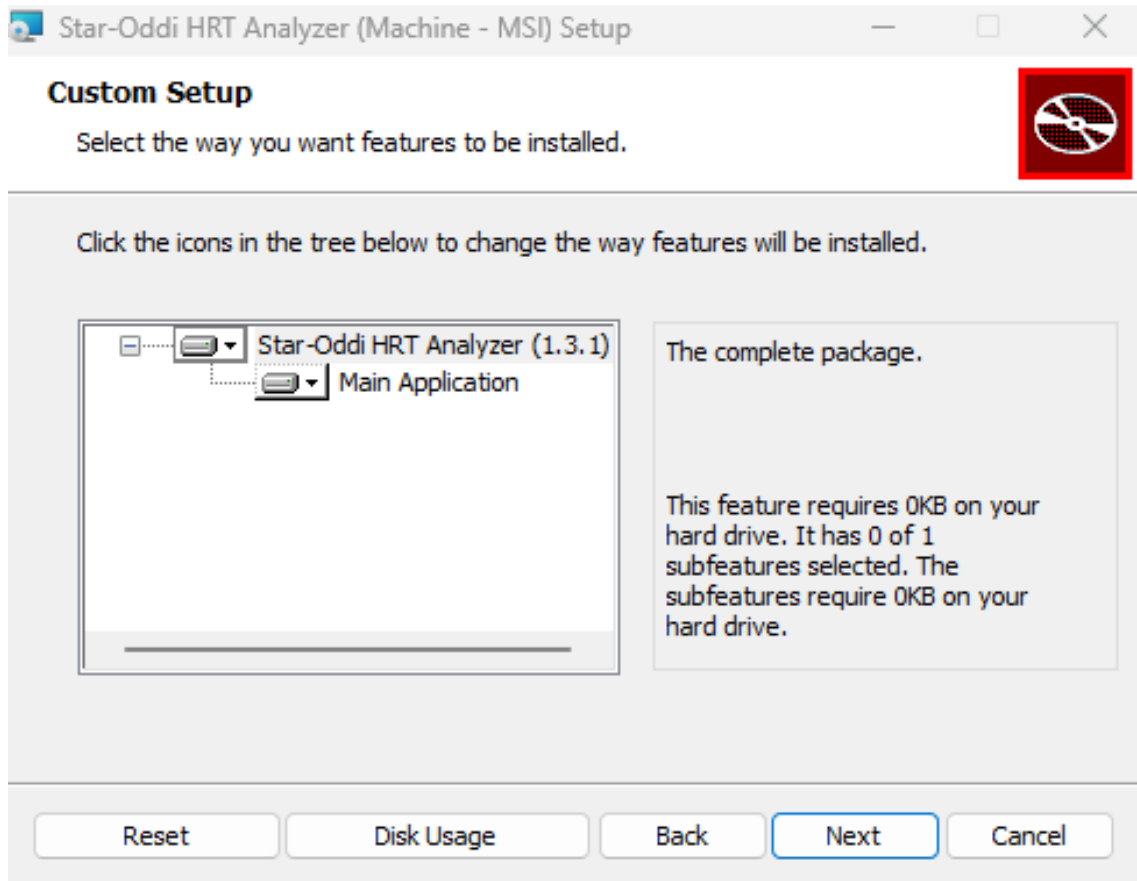 Star-Oddi HRT Analyzer (Machine - MSI) Setup
Custom Setup
Select the way you want features to be installed.
Click the icons in the tree below to change the way features will be installed.
Star-Oddi HRT Analyzer (1.3.1)
Main Application
The complete package.
This feature requires 0KB on your
hard drive. It has 0 of 1
subfeatures selected. The
subfeatures require 0KB on your
hard drive.
Reset
Disk Usage
Back
Next
Cancel